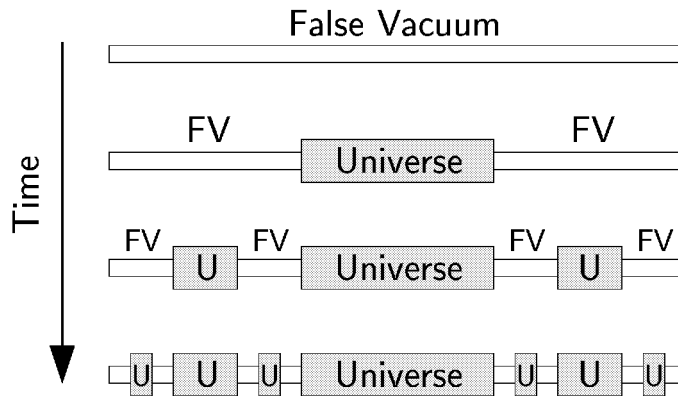 False Vacuum
Time
FV Universe FV
FV U FV Universe FV U FV
U U U Universe U U U